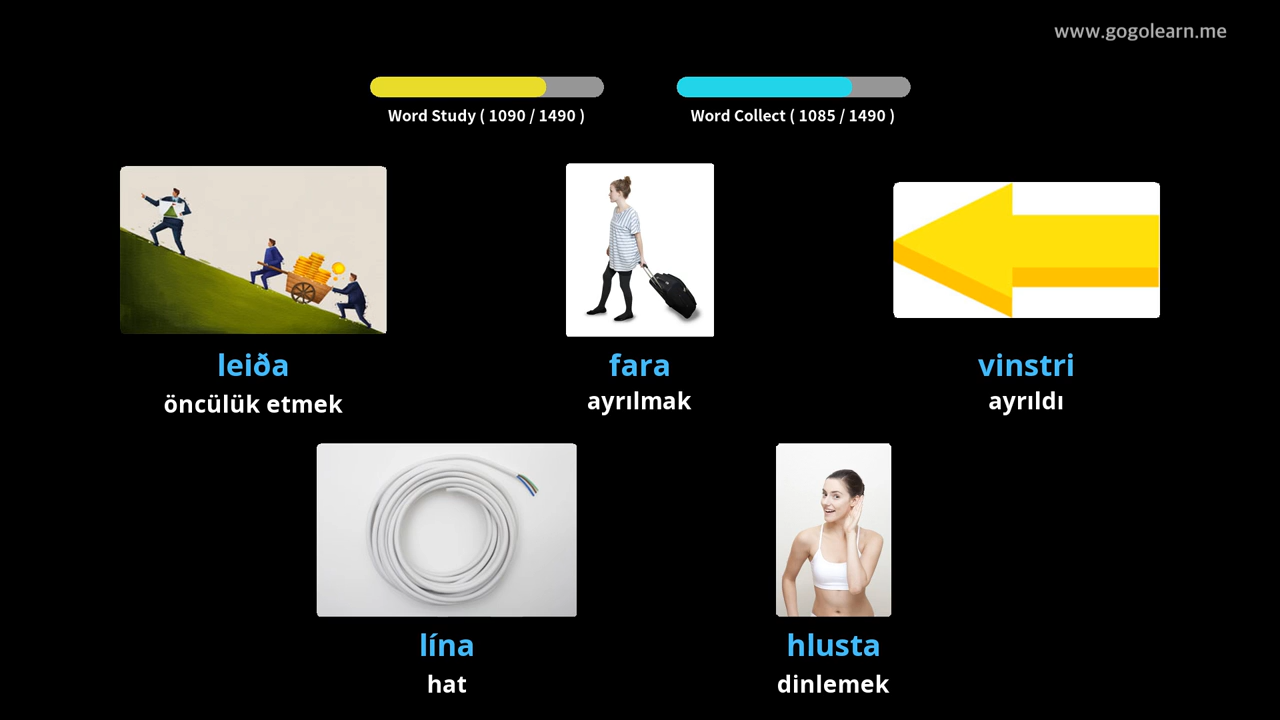 www.gogolearn.me
Word Study ( 1090 / 1490 )
Word Collect ( 1085 / 1490 )
leiða
öncülük etmek
fara
ayrılmak
vinstri
ayrıldı
lína
hat
hlusta
dinlemek